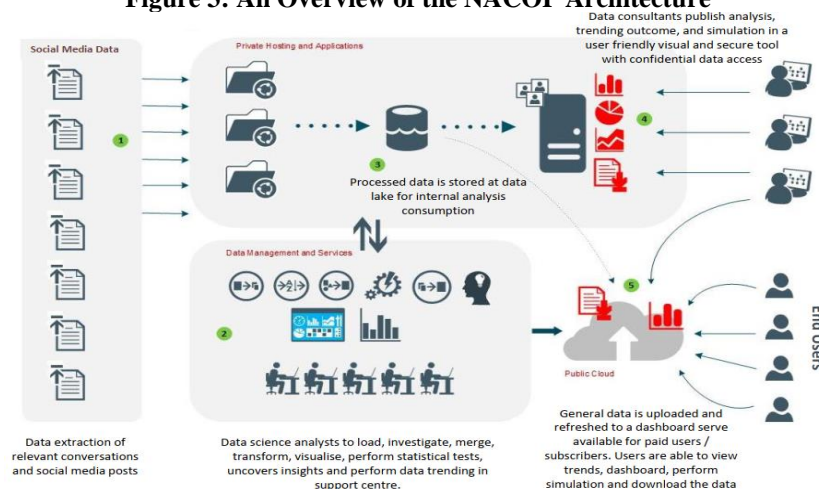 Figure 3: An Overview of the NACOP Architecture
Social Media Data
Private Hosting and Applications
Data consultants publish analysis,
trending outcome, and simulation in a
user friendly visual and secure tool
with confidential data access
1
3
Processed data is stored at data
lake for internal analysis
consumption
4
Data Management and Services
2
5
Public Cloud
End Users
Data extraction of
relevant conversations
and social media posts
Data science analysts to load, investigate, merge,
transform, visualise, perform statistical tests,
uncovers insights and perform data trending in
support centre.
General data is uploaded and
refreshed to a dashboard serve
available for paid users /
subscribers. Users are able to view
trends, dashboard, perform
simulation and download the data